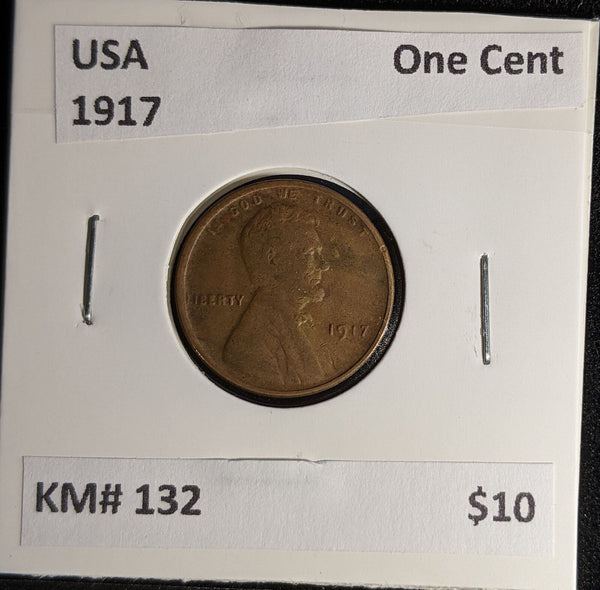 USA One Cent
1917
IN GOD WE TRUST
LIBERTY
1917
KM# 132 $10